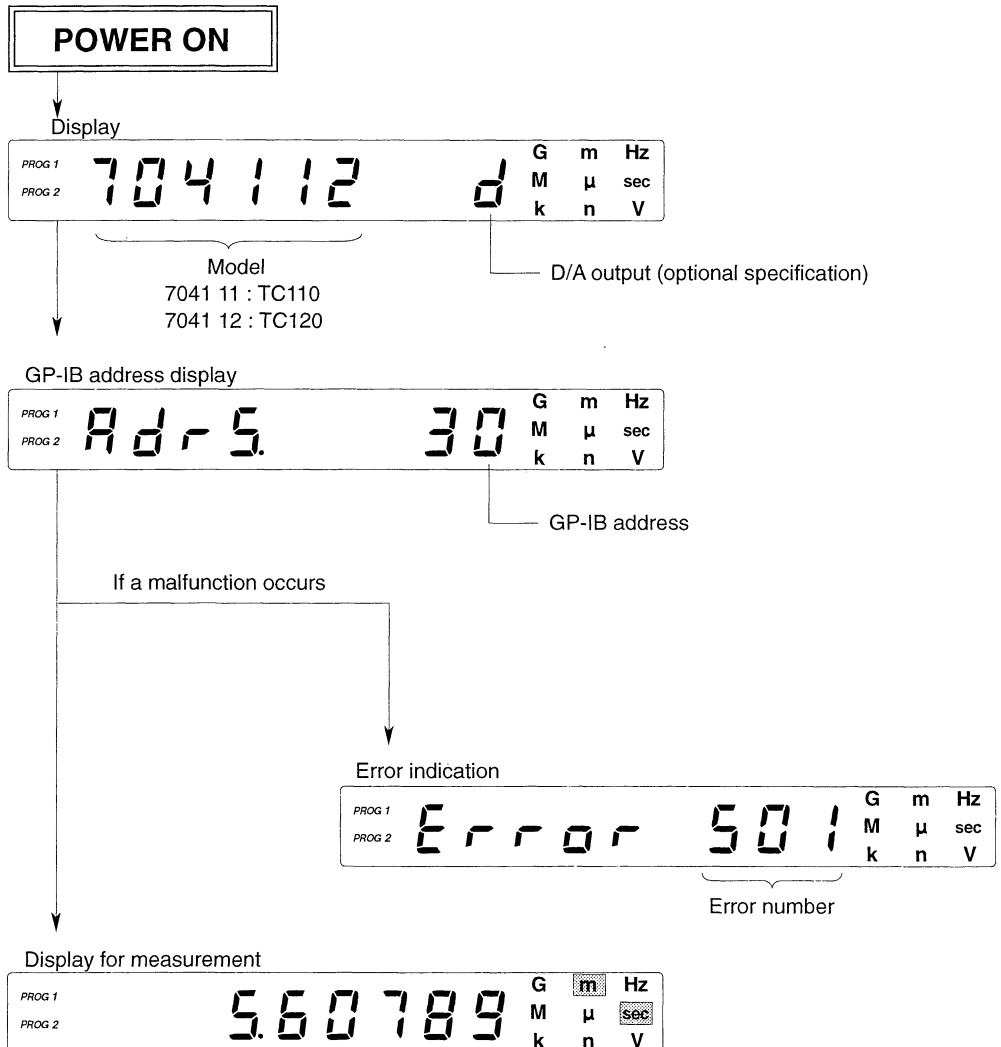 POWER ON
Display
PROG 1
PROG 2
704112 d
G m Hz
M µ sec
k n V
Model
7041 11 : TC110
7041 12 : TC120
D/A output (optional specification)
GP-IB address display
PROG 1
PROG 2
AdrS. 30
G m Hz
M µ sec
k n V
GP-IB address
If a malfunction occurs
Error indication
PROG 1
PROG 2
Error 501
G m Hz
M µ sec
k n V
Error number
Display for measurement
PROG 1
PROG 2
5.60789
G m Hz
M µ sec
k n V